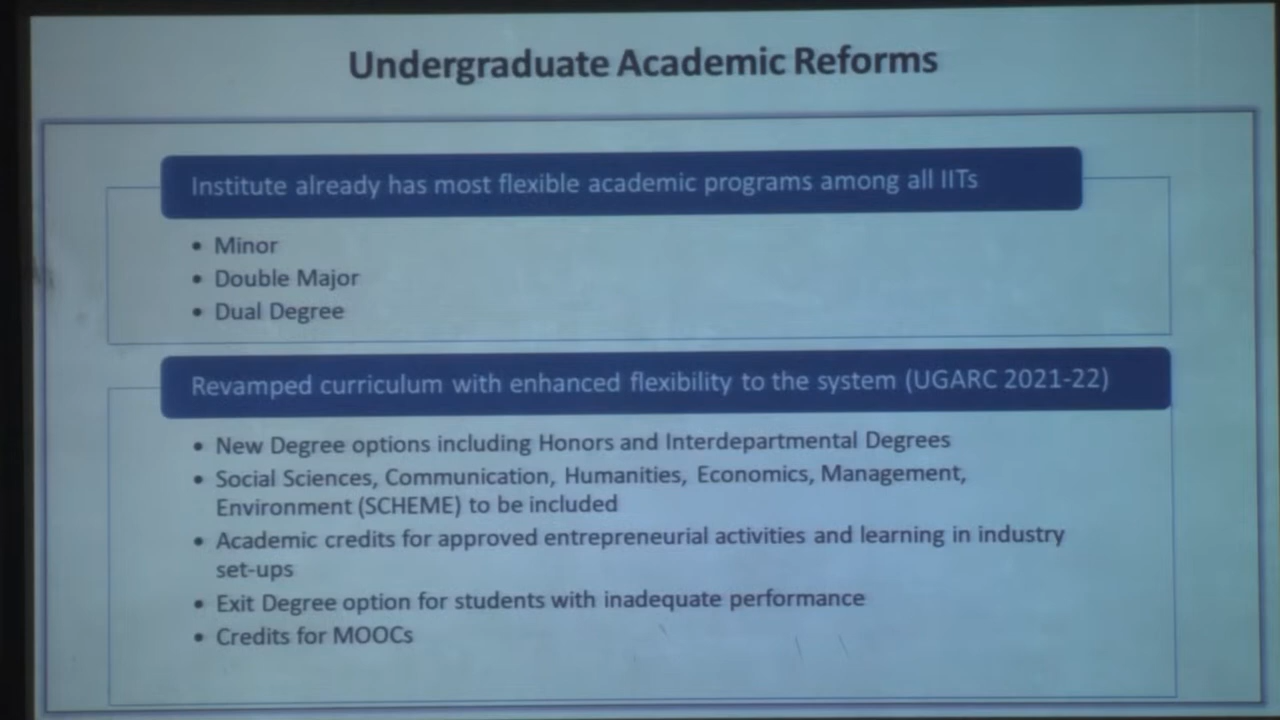 Undergraduate Academic Reforms
Institute already has most flexible academic programs among all IITs
• Minor
• Double Major
• Dual Degree
Revamped curriculum with enhanced flexibility to the system (UGARC 2021-22)
• New Degree options including Honors and Interdepartmental Degrees
• Social Sciences, Communication, Humanities, Economics, Management,
Environment (SCHEME) to be included
• Academic credits for approved entrepreneurial activities and learning in industry
set-ups
• Exit Degree option for students with inadequate performance
• Credits for MOOCs